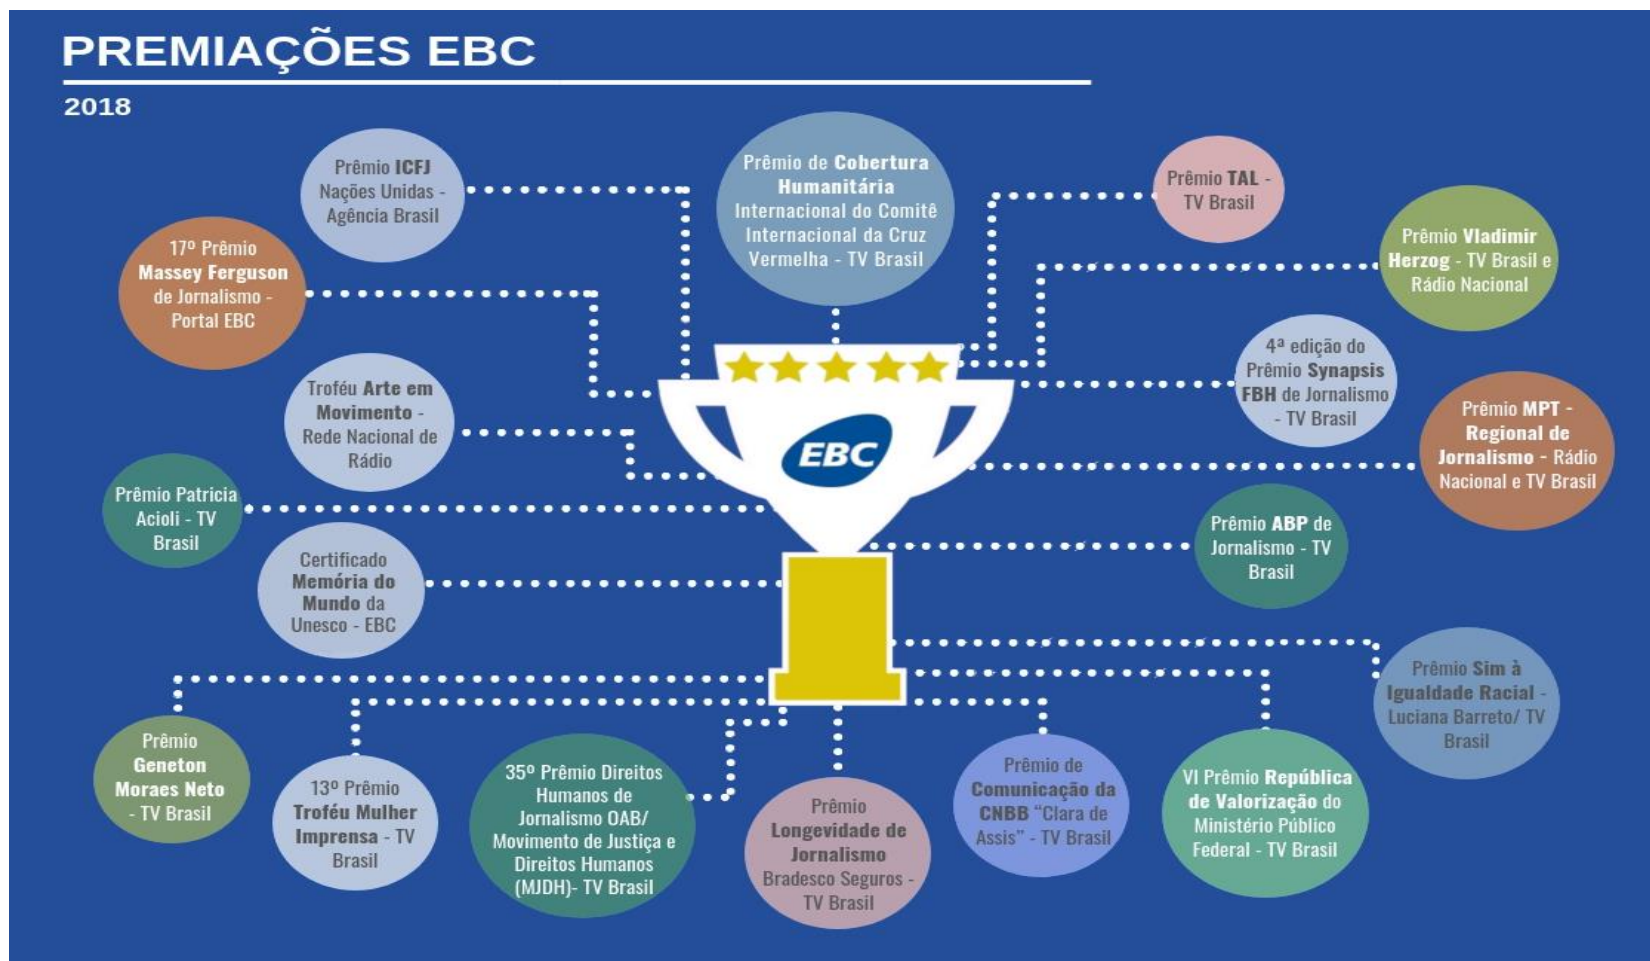 PREMIAÇÕES EBC
2018
Prêmio ICFJ
Nações Unidas -
Agência Brasil
Prêmio de Cobertura
Humanitária
Internacional do Comitê
Internacional da Cruz
Vermelha - TV Brasil
Prêmio TAL -
TV Brasil
Prêmio Vladimir
Herzog - TV Brasil e
Rádio Nacional
17º Prêmio
Massey Ferguson
de Jornalismo -
Portal EBC
4ª edição do
Prêmio Synapsis
FBH de Jornalismo
- TV Brasil
Troféu Arte em
Movimento -
Rede Nacional de
Rádio
Prêmio MPT -
Regional de
Jornalismo - Rádio
Nacional e TV Brasil
EBC
Prêmio Patricia
Acioli - TV
Brasil
Prêmio ABP de
Jornalismo - TV
Brasil
Certificado
Memória do
Mundo da
Unesco - EBC
Prêmio Sim à
Igualdade Racial -
Luciana Barreto/ TV
Brasil
Prêmio
Geneton
Moraes Neto
- TV Brasil
13º Prêmio
Troféu Mulher
Imprensa - TV
Brasil
35º Prêmio Direitos
Humanos de
Jornalismo OAB/
Movimento de Justiça e
Direitos Humanos
(MJDH)- TV Brasil
Prêmio
Longevidade de
Jornalismo
Bradesco Seguros -
TV Brasil
Prêmio de
Comunicação da
CNBB “Clara de
Assis” - TV Brasil
VI Prêmio República
de Valorização do
Ministério Público
Federal - TV Brasil